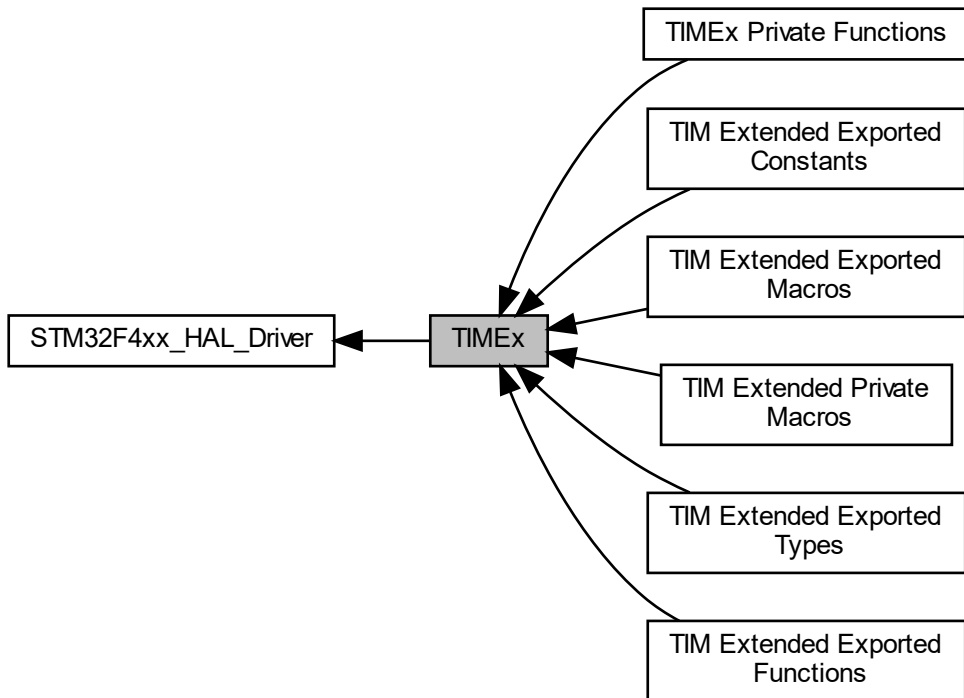 TIMEx Private Functions
TIM Extended Exported
Constants
TIM Extended Exported
Macros
STM32F4xx_HAL_Driver
TIMEx
TIM Extended Private
Macros
TIM Extended Exported
Types
TIM Extended Exported
Functions